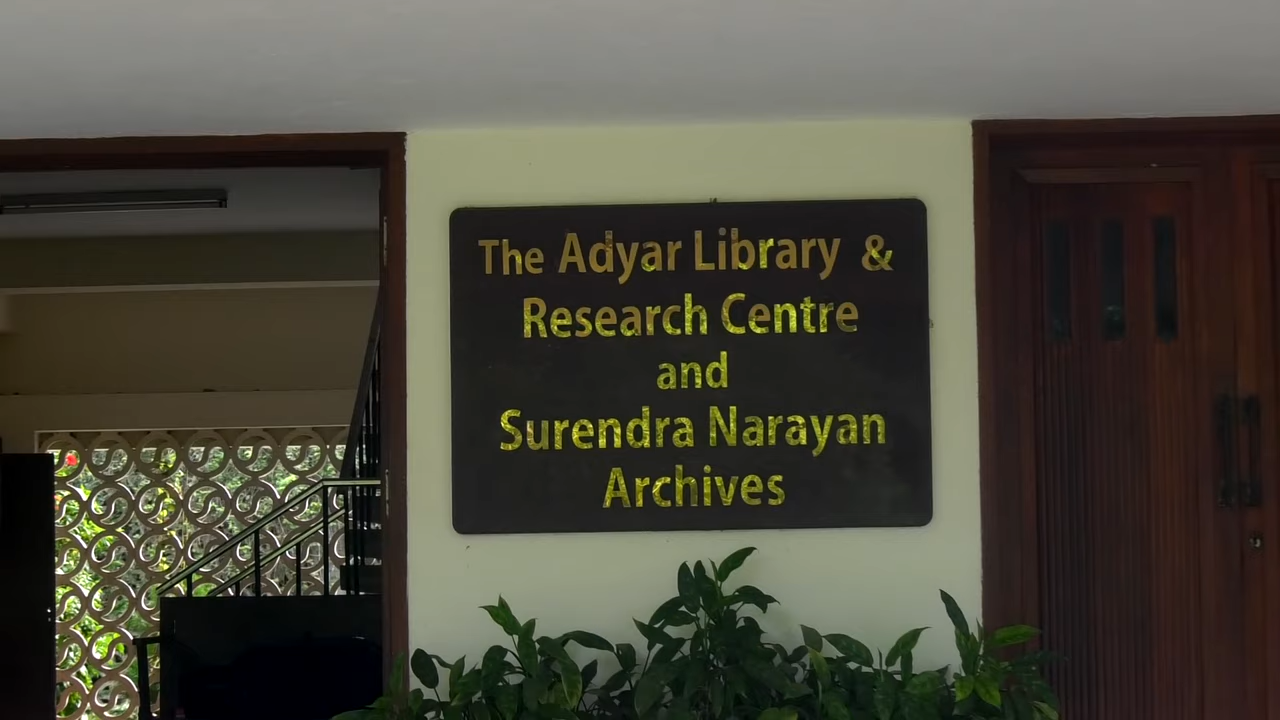 The Adyar Library &
Research Centre
and
Surendra Narayan
Archives